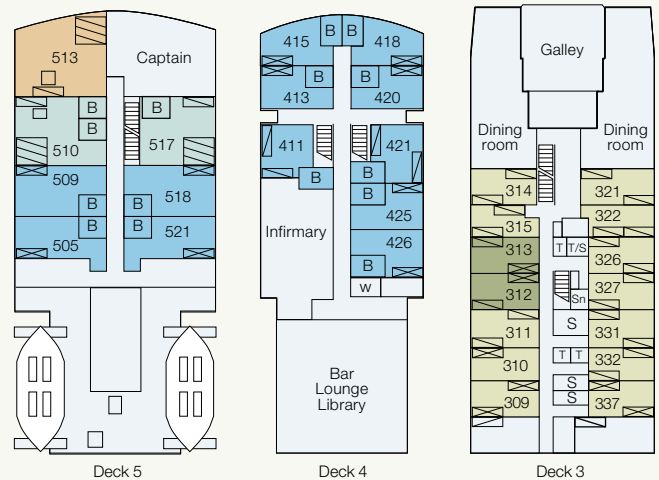 513
Captain
B
B
B
510
517
509
518
B
B
B
B
505
521
Deck 5
415
B
B
418
B
B
413
420
411
421
B
B
B
425
Infirmary
426
B
W
Bar
Lounge
Library
Deck 4
Galley
Dining
room
Dining
room
314
321
315
322
313
T
T/S
326
312
327
Sn
311
S
331
310
T
T
332
S
309
S
337
Deck 3